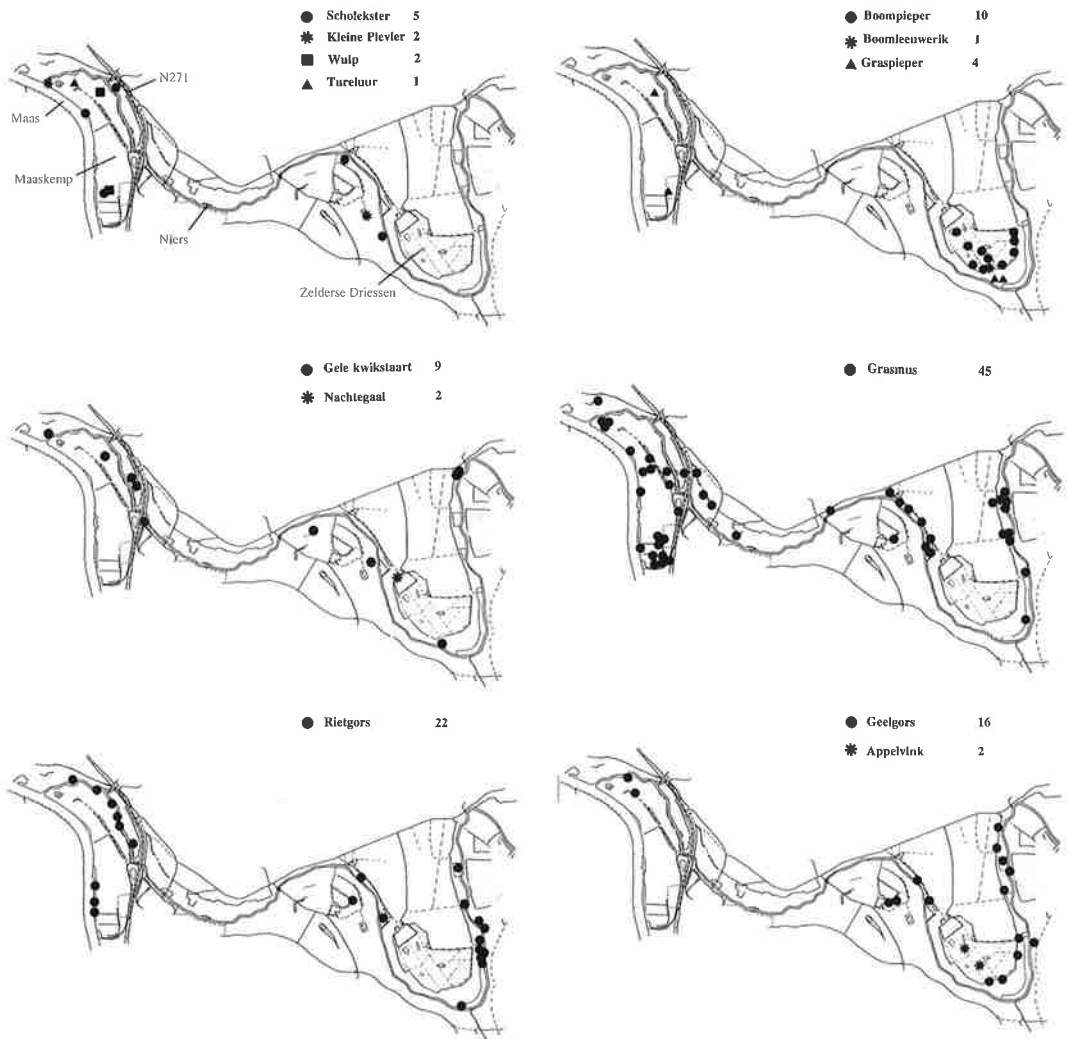 Scholekster 5
Kleine Plevier 2
Wulp 2
Tureluur 1
N271
Maas
Maaskemp
Niers
Zelderse Driessen
Boompieper 10
Boomleeuwerik 1
Graspieper 4
Gele kwikstaart 9
Nachtegaal 2
Grasmus 45
Rietgors 22
Geelgors 16
Appelvink 2